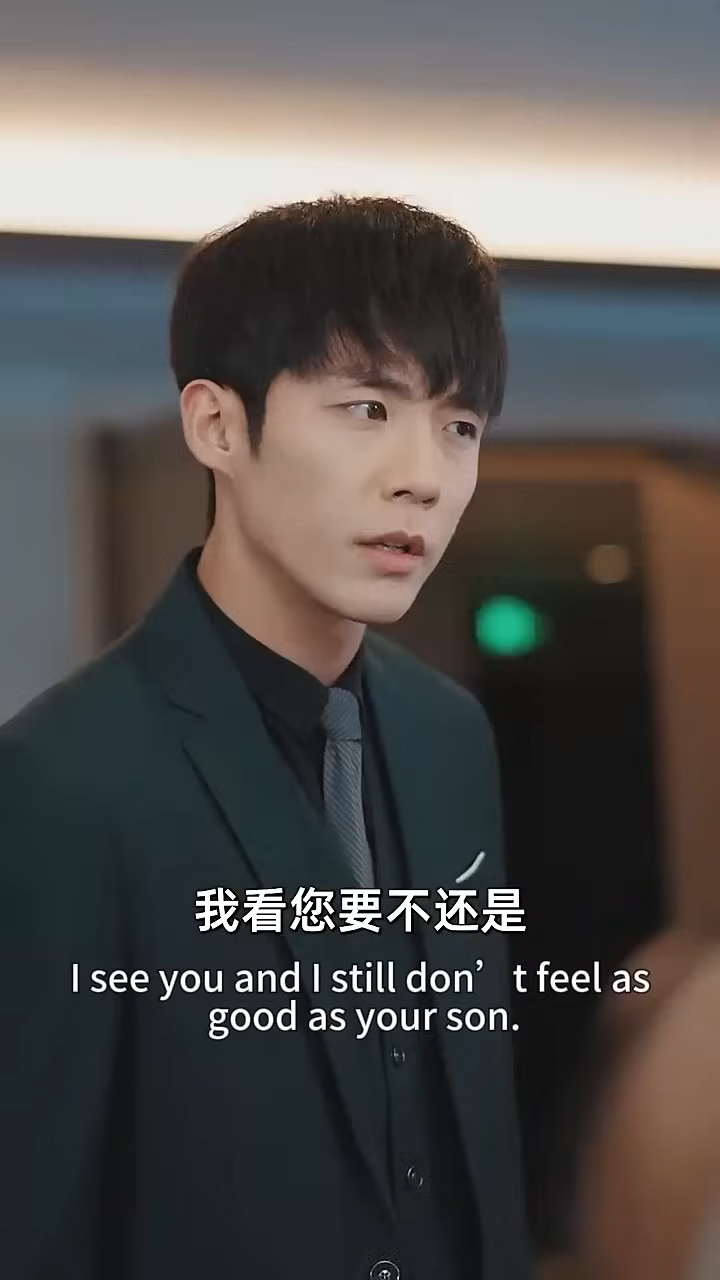 我看您要不还是
I see you and I still don’t feel as
good as your son.